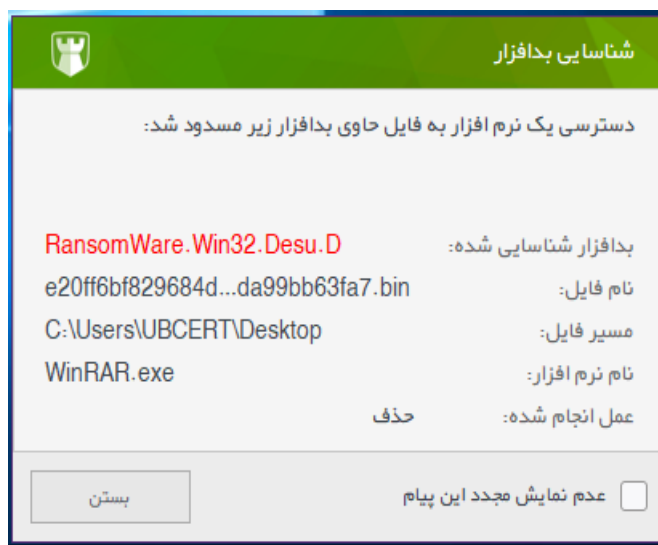 شناسایی بدافزار
دسترسی یک نرم افزار به فایل حاوی بدافزار زیر مسدود شد:
بدافزار شناسایی شده: RansomWare.Win32.Desu.D
نام فایل: e20ff6bf829684d...da99bb63fa7.bin
مسیر فایل: C:\Users\UBCERT\Desktop
نام نرم افزار: WinRAR.exe
عمل انجام شده: حذف
عدم نمایش مجدد این پیام
بستن